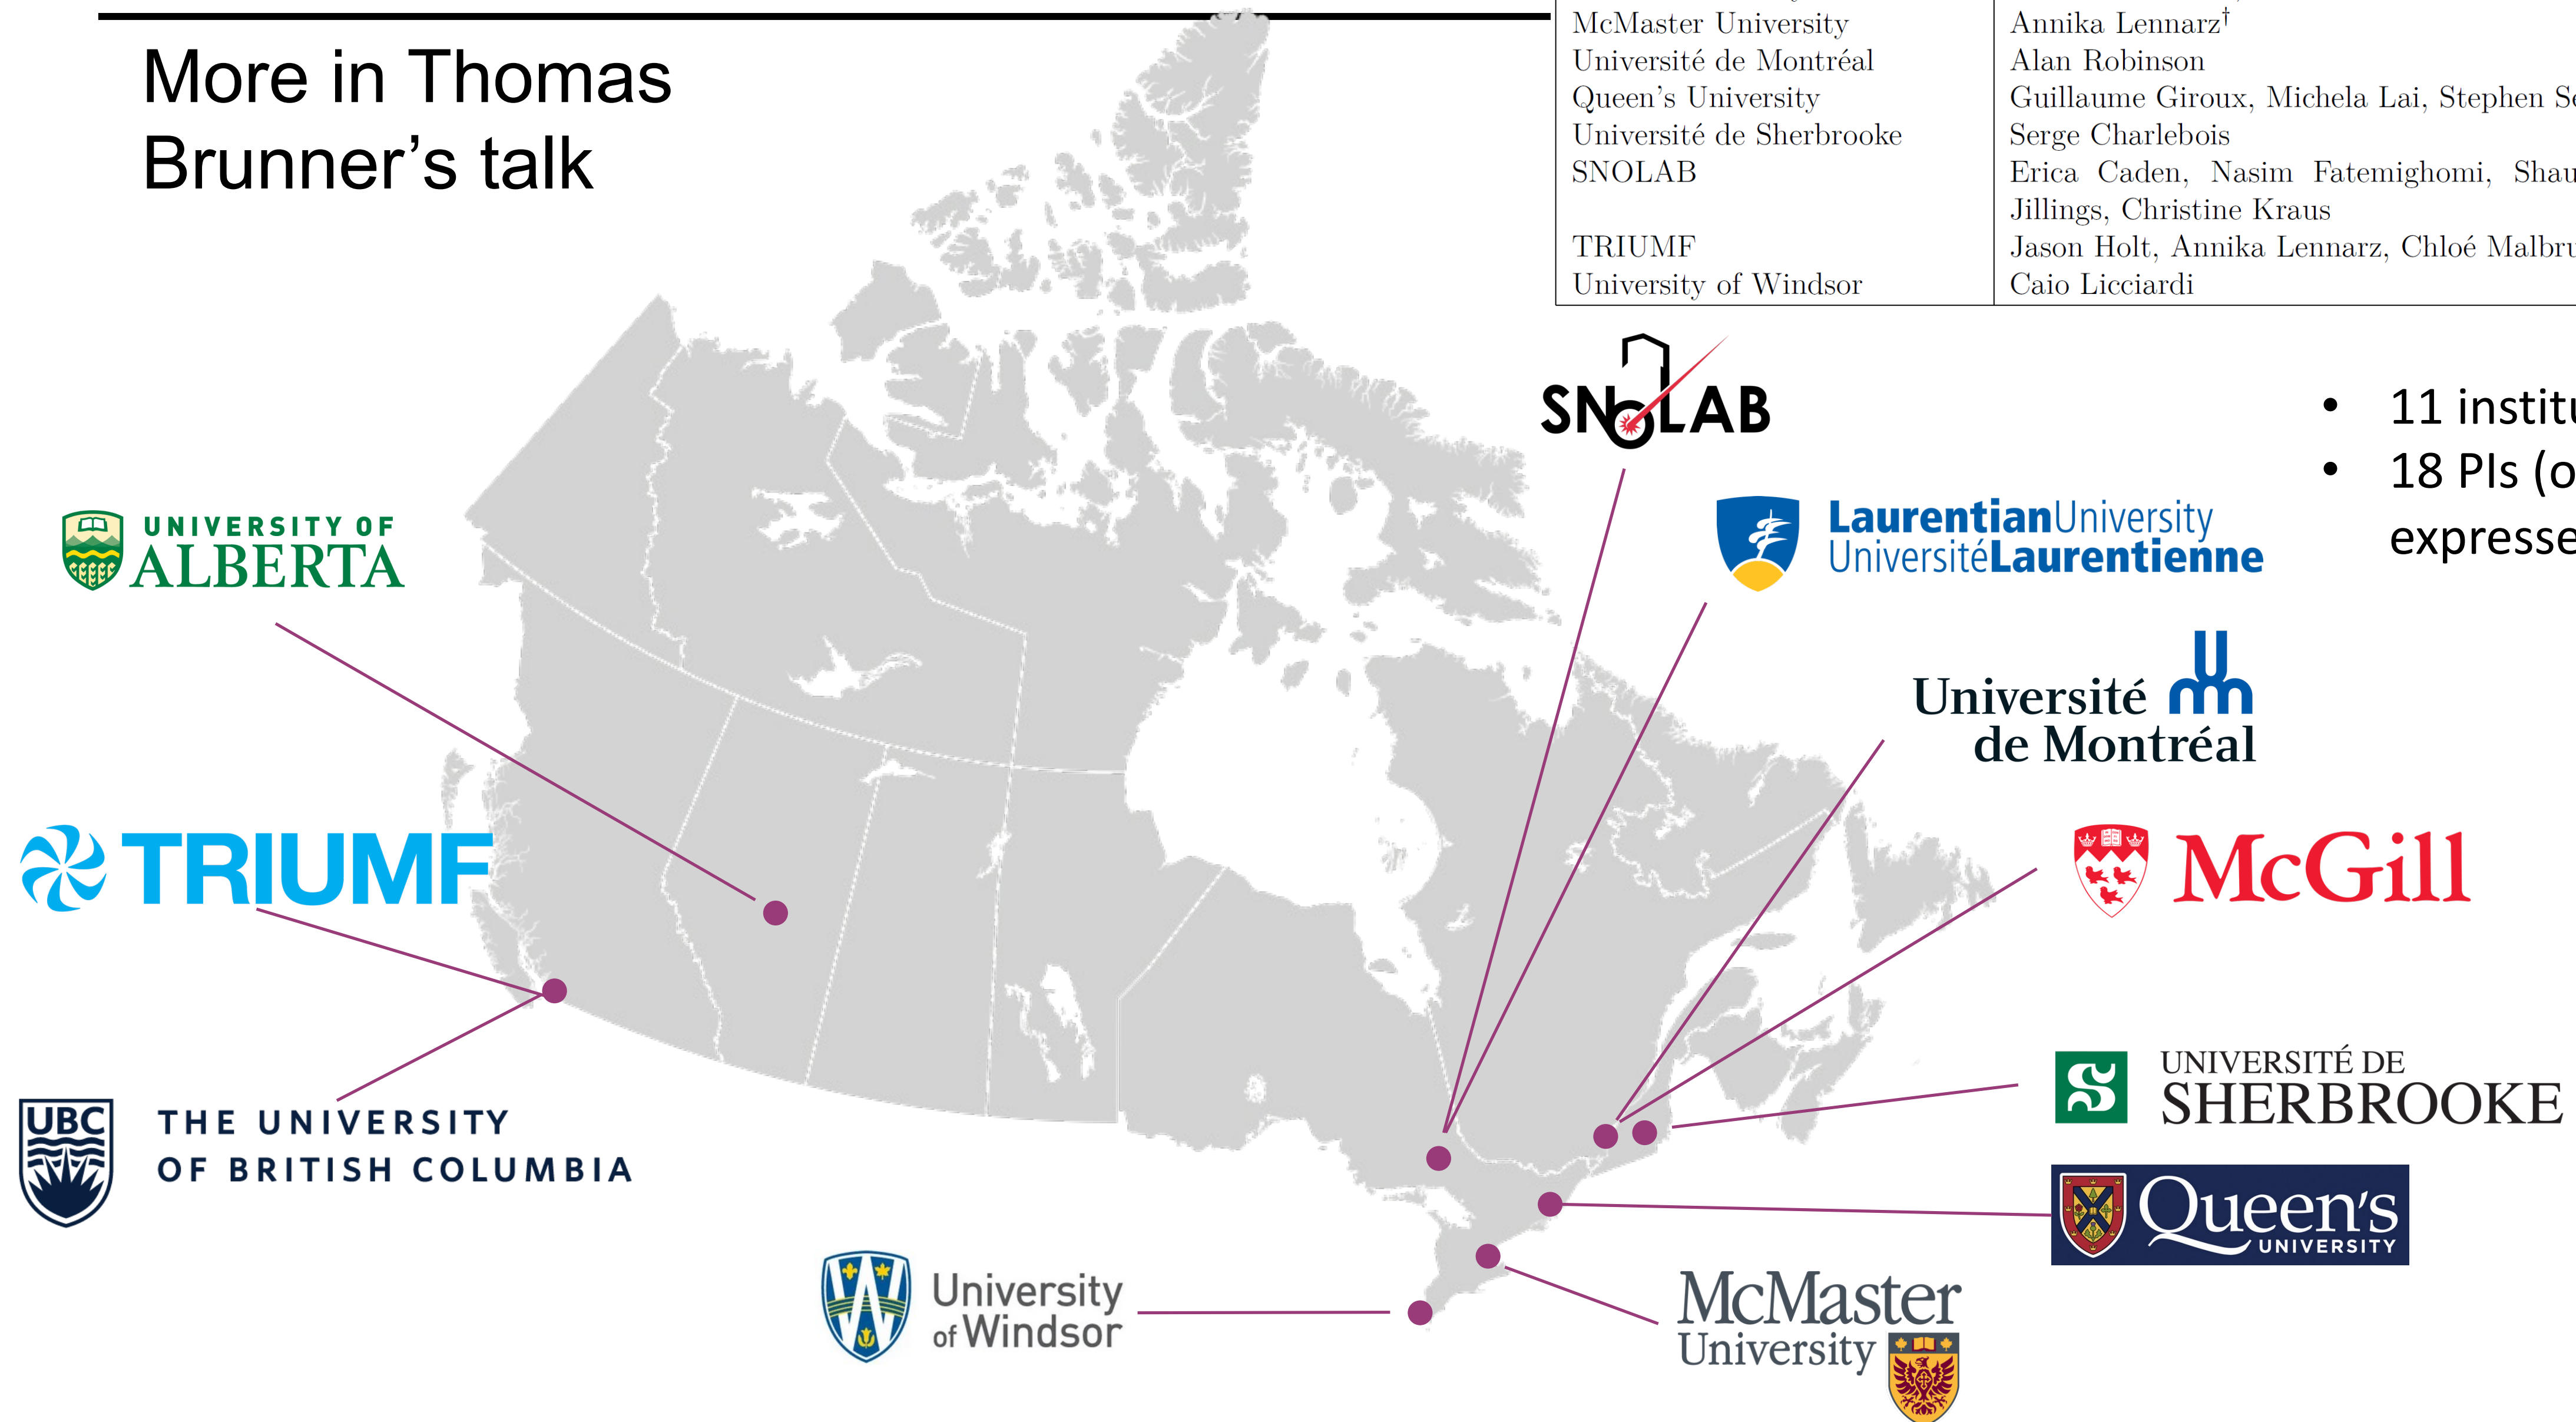 More in Thomas
Brunner's talk
McMaster University Annika Lennarz†
Université de Montréal Alan Robinson
Queen's University Guillaume Giroux, Michela Lai, Stephen
Université de Sherbrooke Serge Charlebois
SNOLAB Erica Caden, Nasim Fatemighomi,
Jillings, Christine Kraus
TRIUMF Jason Holt, Annika Lennarz, Chloé
University of Windsor Caio Licciardi
SNOLAB
• 11
• 18 PIs
LaurentianUniversity
UniversitéLaurentienne
UNIVERSITY OF
ALBERTA
Université
de Montréal
TRIUMF
McGill
UNIVERSITÉ DE
SHERBROOKE
UBC
THE UNIVERSITY
OF BRITISH COLUMBIA
Queen's
UNIVERSITY
University
of Windsor
McMaster
University